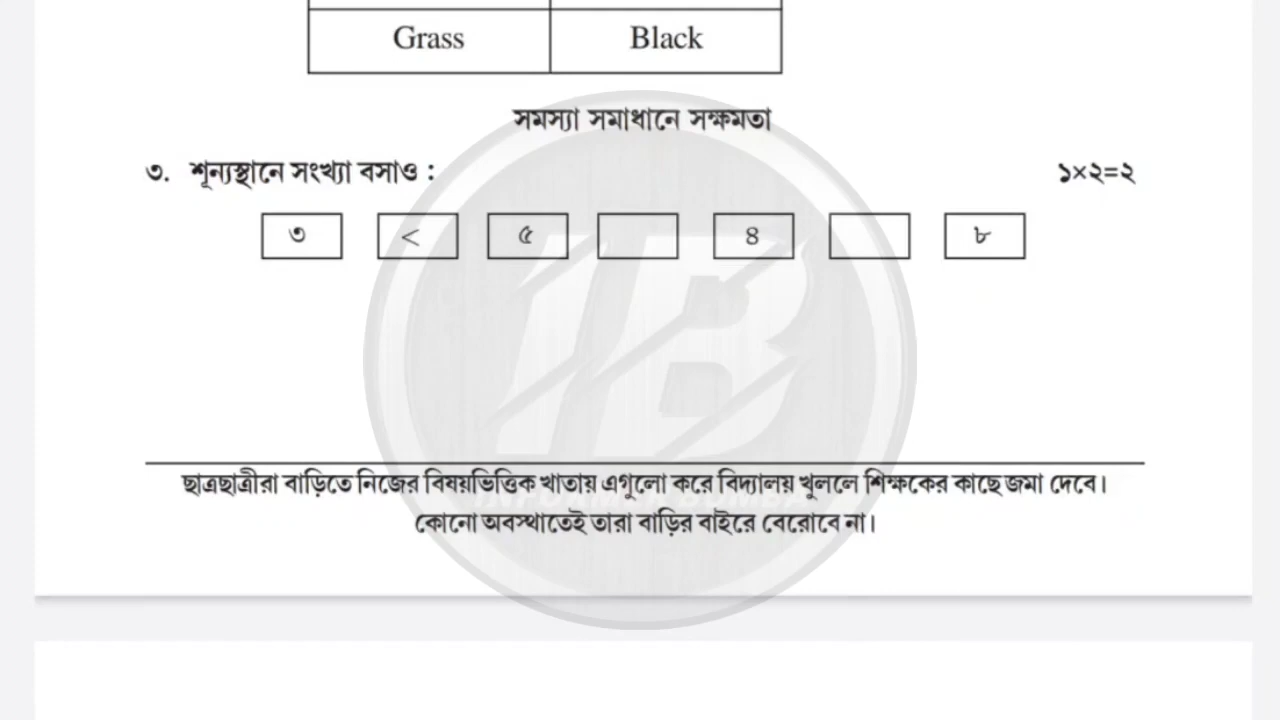 Grass Black
সমস্যা সমাধানে সক্ষমতা
৩. শূন্যস্থানে সংখ্যা বসাও : ১×২=২
৩ < ৫ ৪ ৮
ছাত্রছাত্রীরা বাড়িতে নিজের বিষয়ভিত্তিক খাতায় এগুলো করে বিদ্যালয় খুললে শিক্ষকের কাছে জমা দেবে।
কোনো অবস্থাতেই তারা বাড়ির বাইরে বেরোবে না।